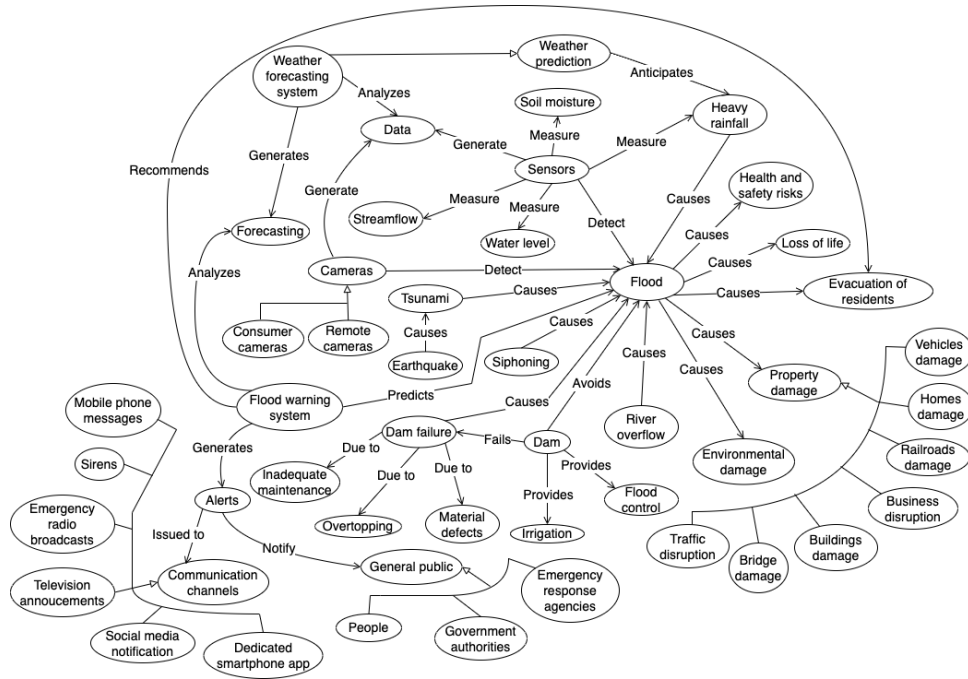 Weather
forecasting
system
Weather
prediction
Anticipates
Analyzes
Soil moisture
Heavy
rainfall
Data
Measure
Generate
Measure
Generates
Recommends
Sensors
Health and
safety risks
Generate
Measure
Causes
Streamflow
Measure
Detect
Forecasting
Water level
Causes
Loss of life
Analyzes
Cameras
Detect
Flood
Causes
Evacuation of
residents
Tsunami
Causes
Causes
Consumer
cameras
Remote
cameras
Causes
Causes
Causes
Vehicles
damage
Earthquake
Siphoning
Causes
Causes
Property
damage
Avoids
Homes
damage
Flood warning
system
Predicts
Causes
River
overflow
Mobile phone
messages
Dam failure
Fails
Dam
Railroads
damage
Generates
Environmental
damage
Sirens
Inadequate
maintenance
Due to
Due to
Due to
Provides
Business
disruption
Alerts
Provides
Flood
control
Emergency
radio
broadcasts
Overtopping
Material
defects
Irrigation
Traffic
disruption
Buildings
damage
Issued to
Notify
Bridge
damage
General public
Communication
channels
Emergency
response
agencies
Television
annoucements
People
Government
authorities
Social media
notification
Dedicated
smartphone app